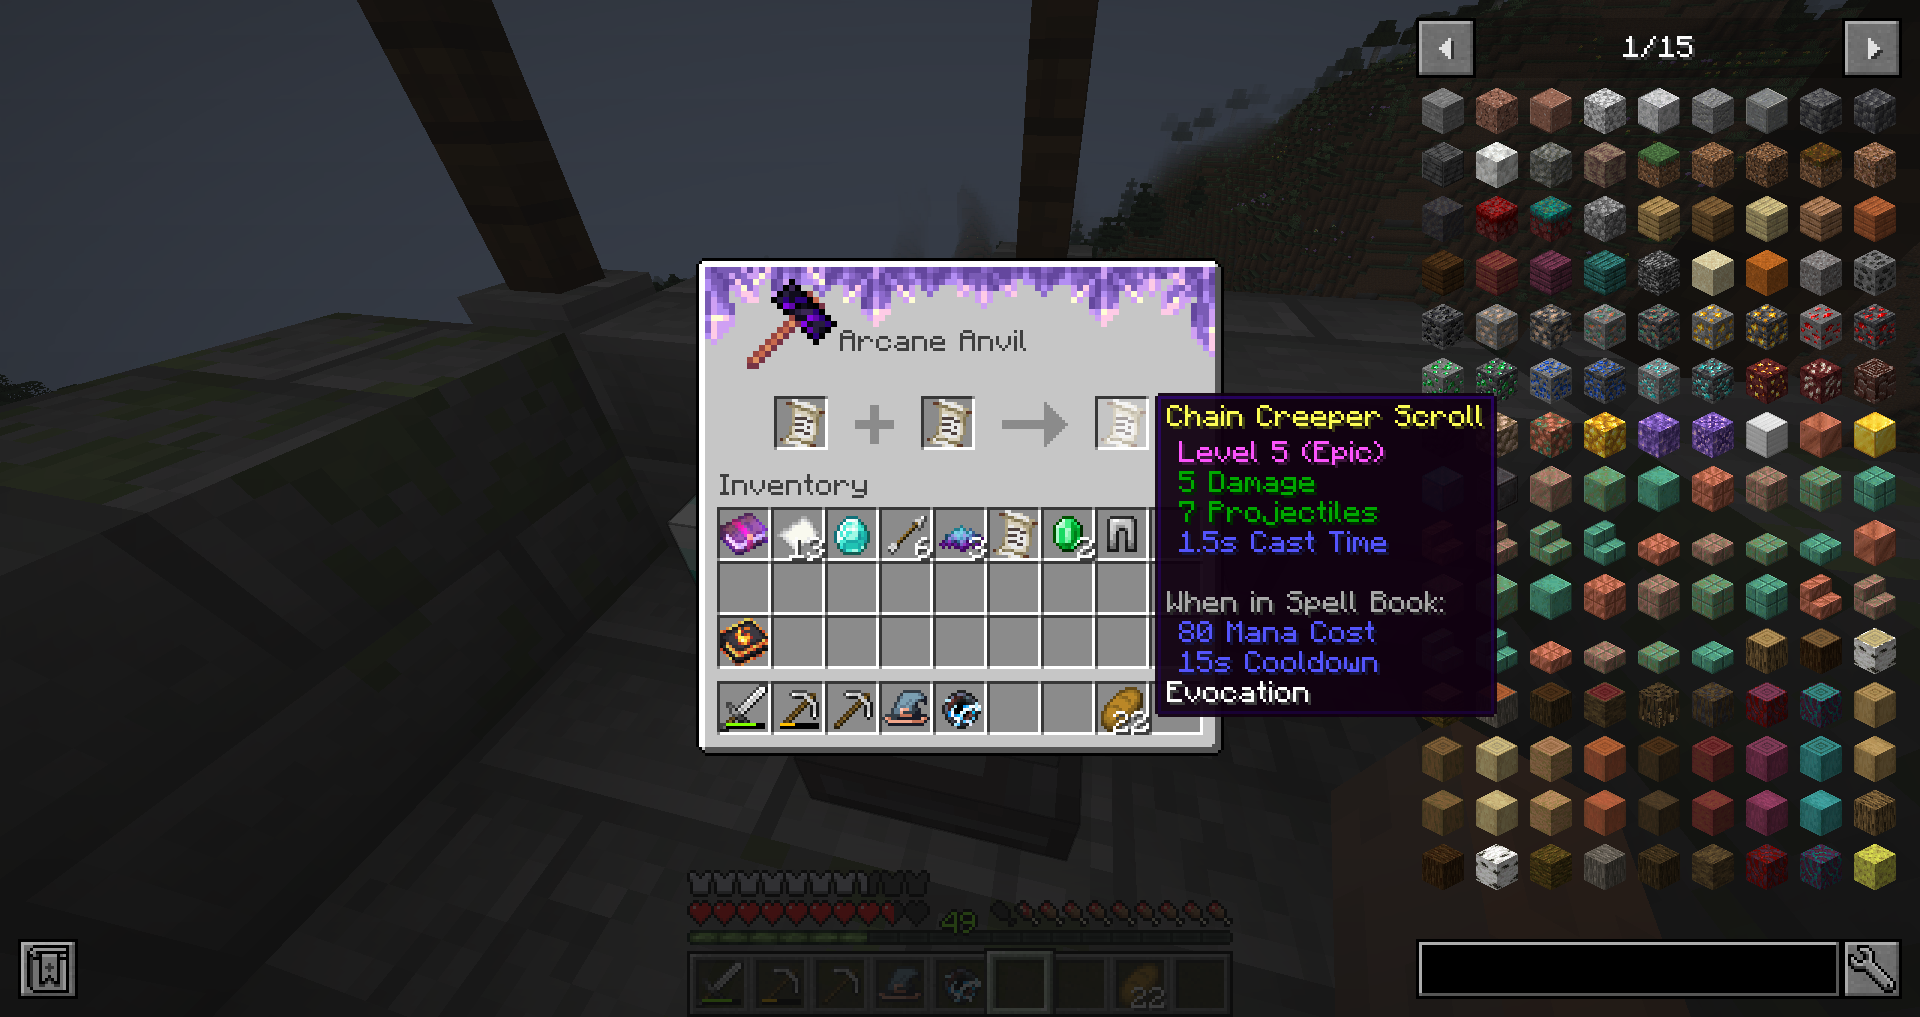 1/15
Arcane Anvil
Chain Creeper Scroll
Level 5 (Epic)
5 Damage
7 Projectiles
1.5s Cast Time
When in Spell Book:
80 Mana Cost
15s Cooldown
Evocation
Inventory
13
6
3
2
22
49
22